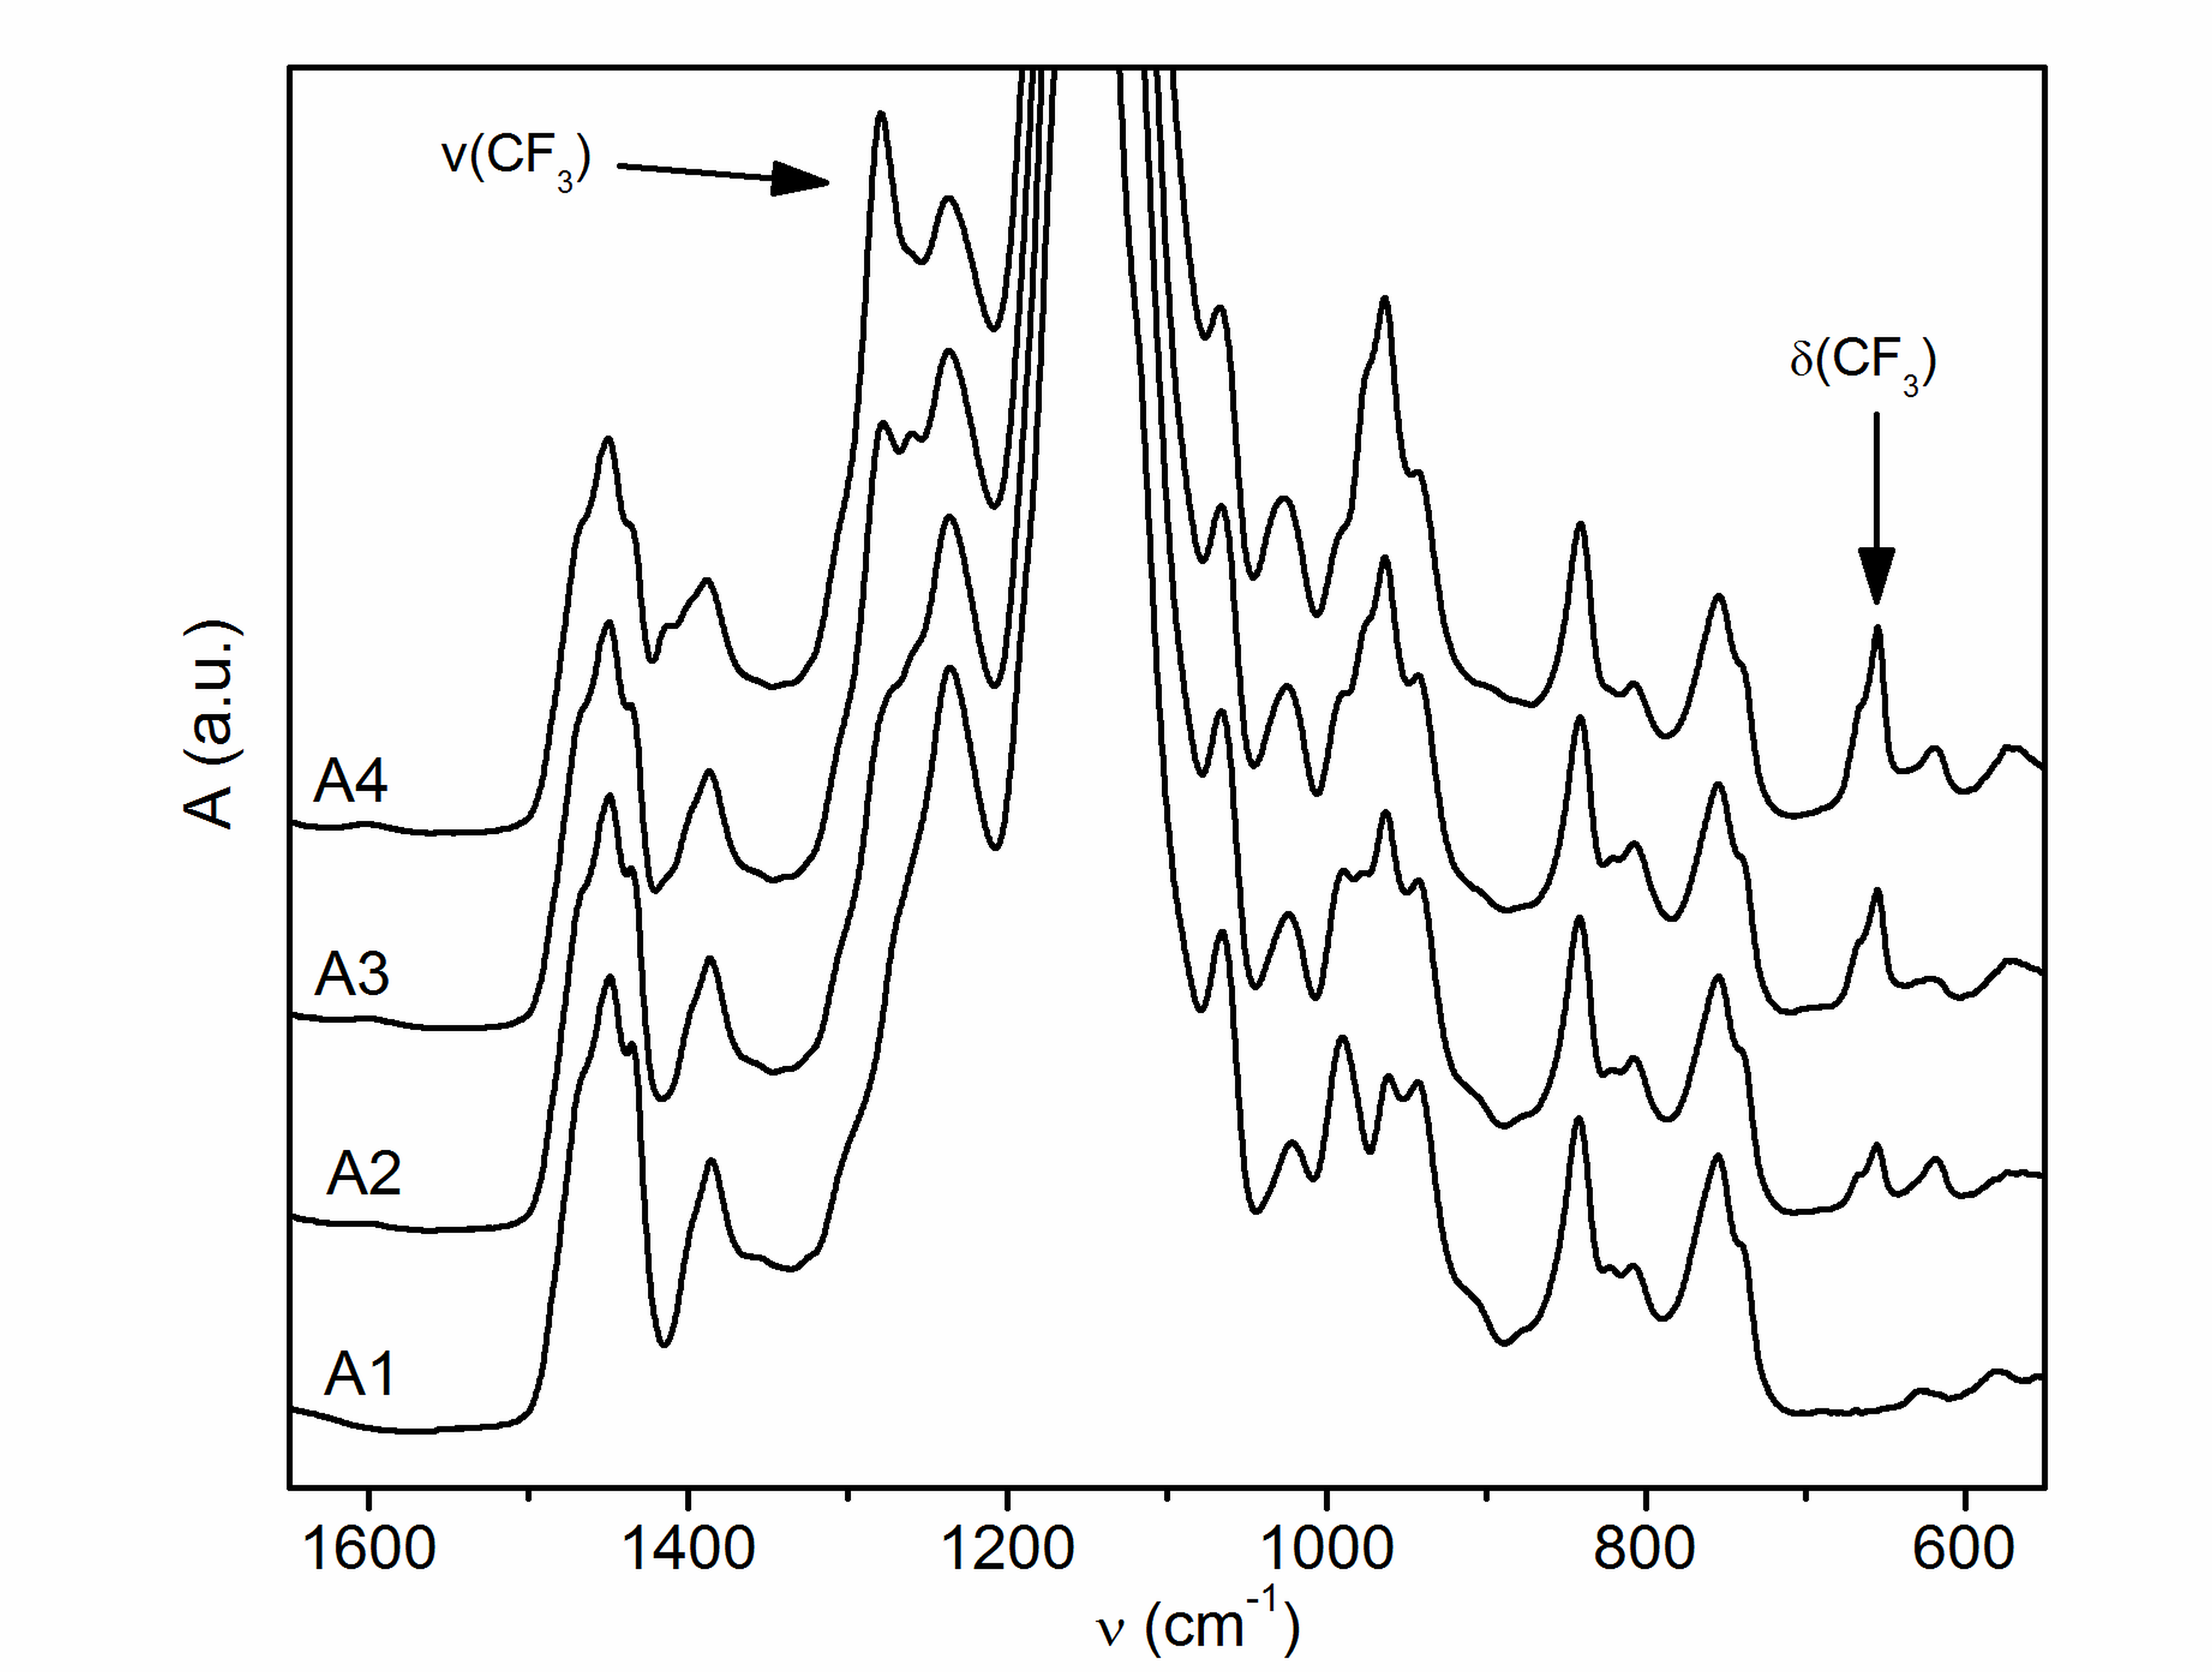 ν(CF₃)
δ(CF₃)
A (a.u.)
A4
A3
A2
A1
1600 1400 1200 1000 800 600
ν (cm⁻¹)